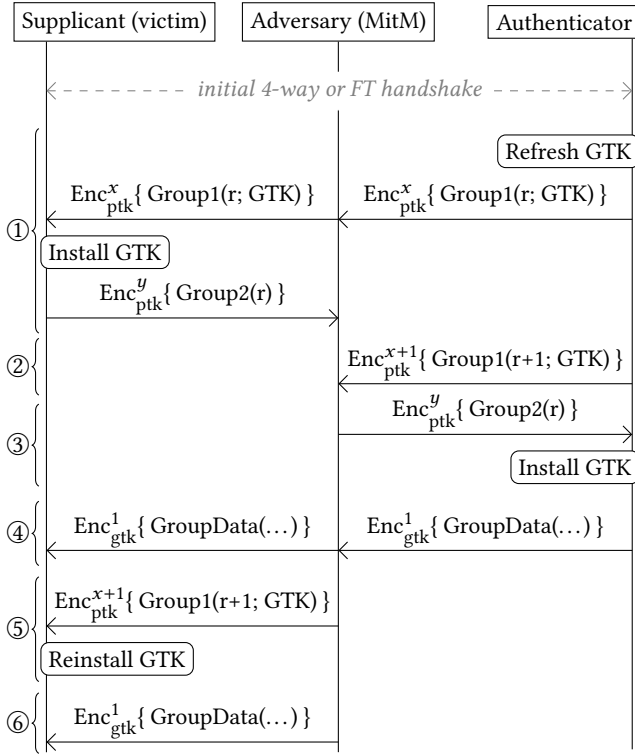 Supplicant (victim) Adversary (MitM) Authenticator
initial 4-way or FT handshake
Refresh GTK
Enc^x_ptk{ Group1(r; GTK) } Enc^x_ptk{ Group1(r; GTK) }
①
Install GTK
Enc^y_ptk{ Group2(r) }
② Enc^x+1_ptk{ Group1(r+1; GTK) }
Enc^y_ptk{ Group2(r) }
③
Install GTK
④ Enc^1_gtk{ GroupData(...) } Enc^1_gtk{ GroupData(...) }
Enc^x+1_ptk{ Group1(r+1; GTK) }
⑤
Reinstall GTK
⑥ Enc^1_gtk{ GroupData(...) }